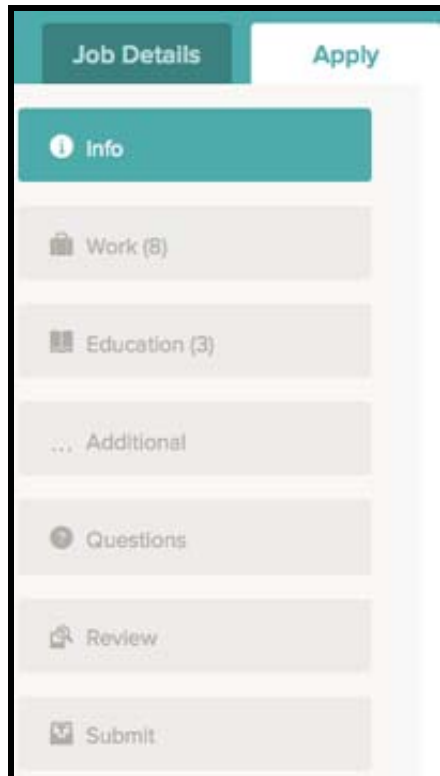 Job Details Apply
Info
Work (8)
Education (3)
... Additional
Questions
Review
Submit